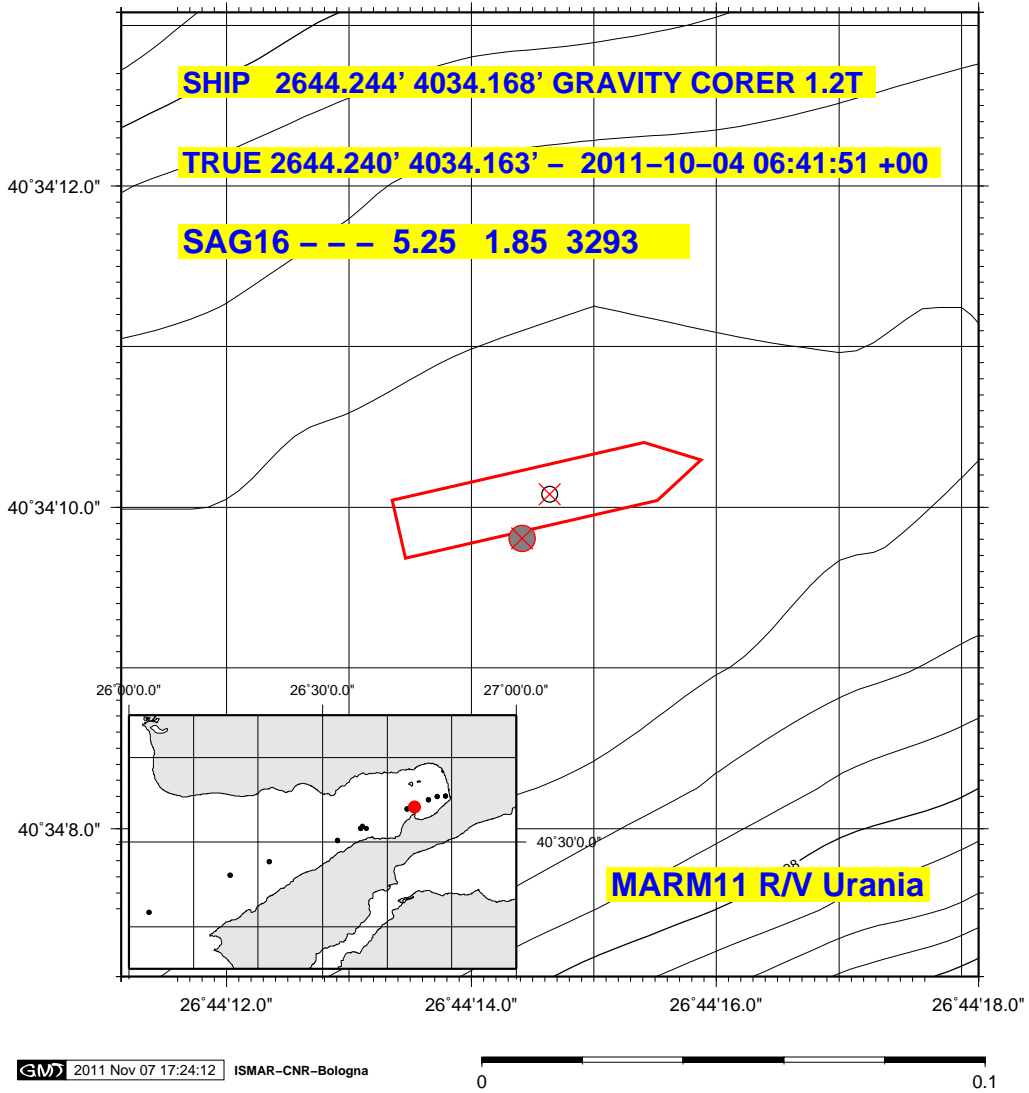 SHIP 2644.244’ 4034.168’ GRAVITY CORER 1.2T
TRUE 2644.240’ 4034.163’ – 2011–10–04 06:41:51 +00
40˚34'12.0"
SAG16 – – – 5.25 1.85 3293
40˚34'10.0"
26˚00'0.0" 26˚30'0.0" 27˚00'0.0"
40˚34'8.0"
40˚30'0.0"
MARM11 R/V Urania
26˚44'12.0" 26˚44'14.0" 26˚44'16.0" 26˚44'18.0"
GMT 2011 Nov 07 17:24:12 ISMAR–CNR–Bologna
0 0.1